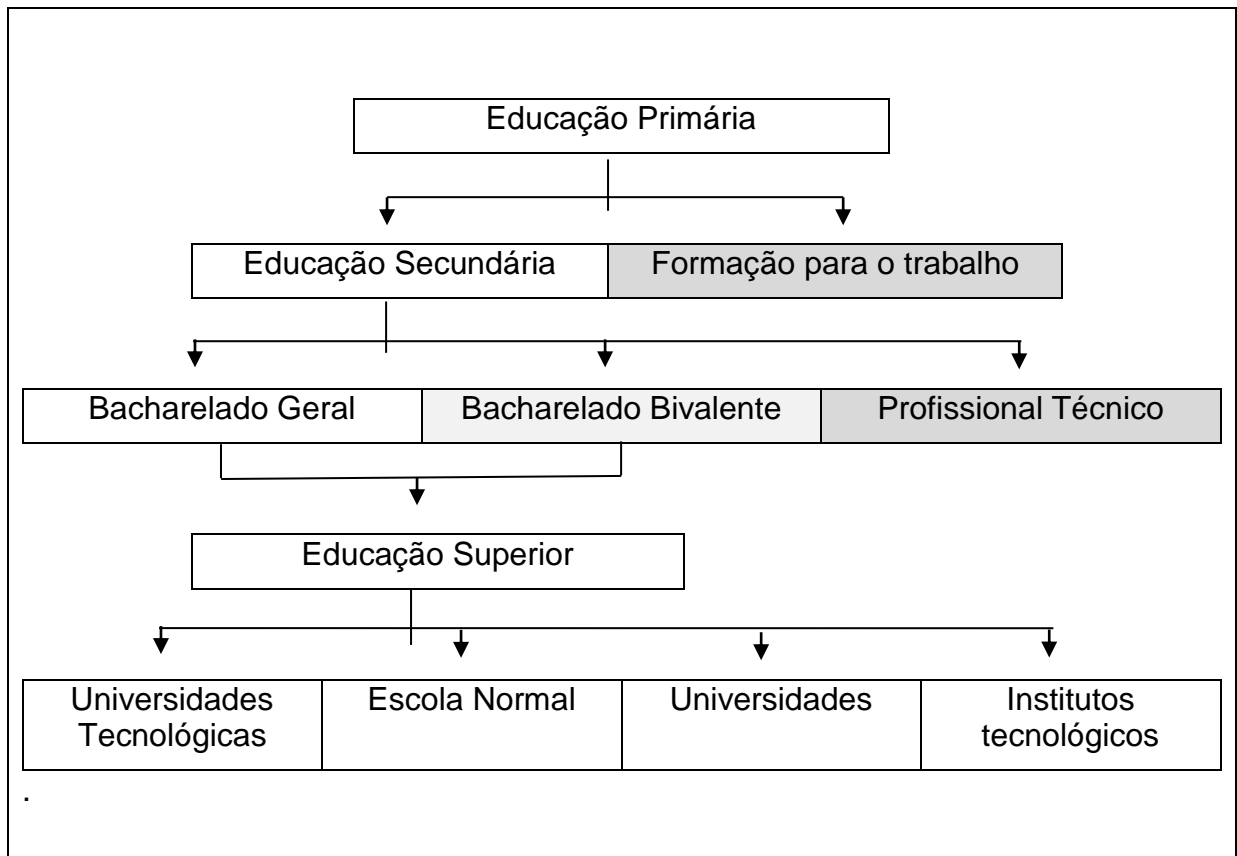 Educação Primária
Educação Secundária
Formação para o trabalho
Bacharelado Geral
Bacharelado Bivalente
Profissional Técnico
Educação Superior
Universidades
Tecnológicas
Escola Normal
Universidades
Institutos
tecnológicos
.